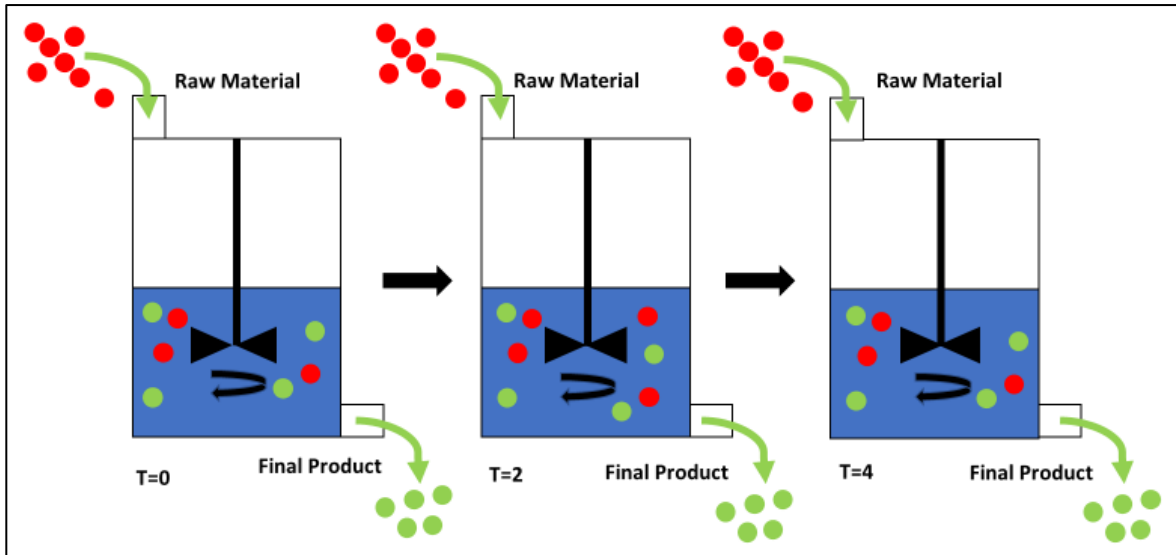 Raw Material
Raw Material
Raw Material
T=0
Final Product
T=2
Final Product
T=4
Final Product